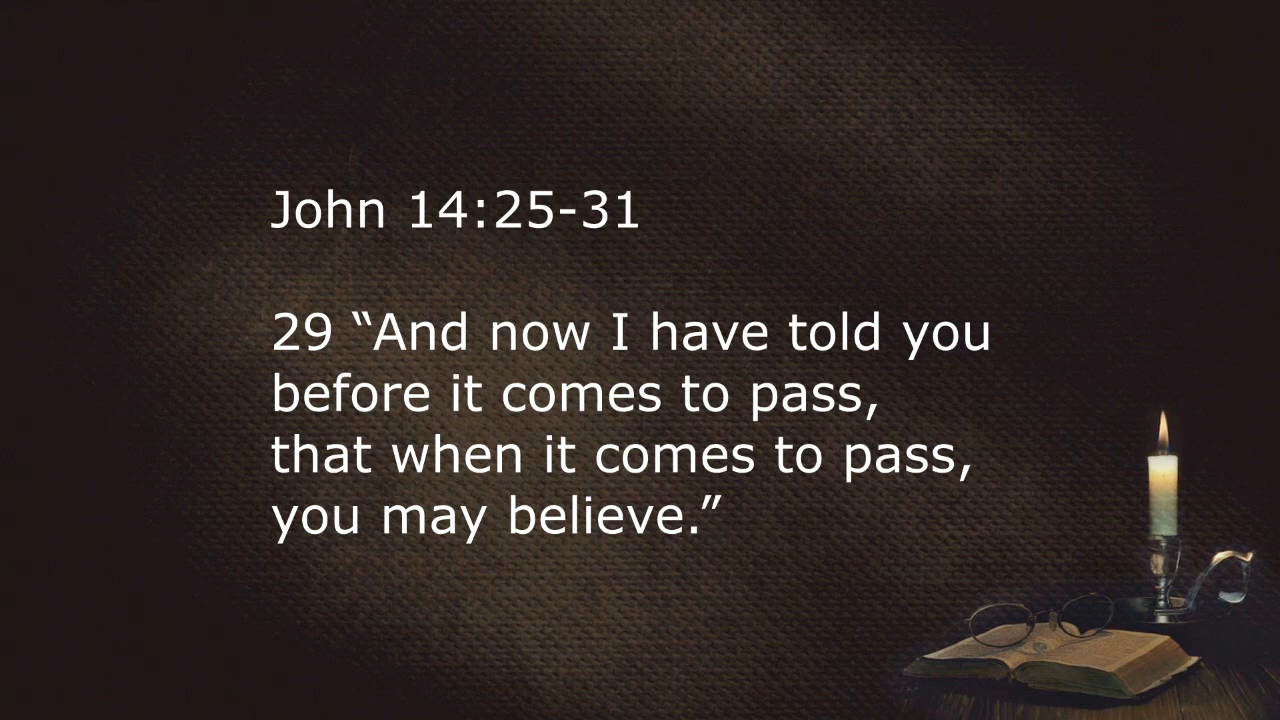 John 14:25-31
29 “And now I have told you
before it comes to pass,
that when it comes to pass,
you may believe.”